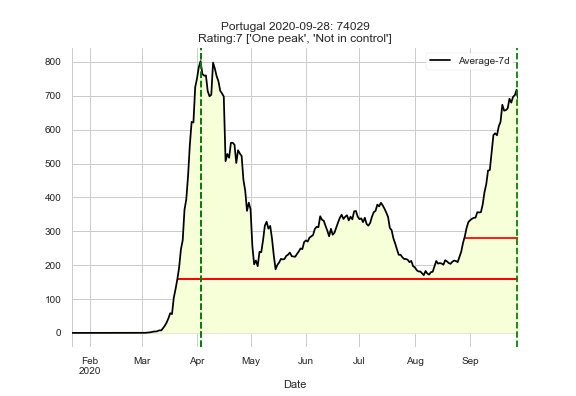 Portugal 2020-09-28: 74029
Rating:7 ['One peak', 'Not in control']
Average-7d
800
700
600
500
400
300
200
100
0
Feb Mar Apr May Jun Jul Aug Sep
2020
Date